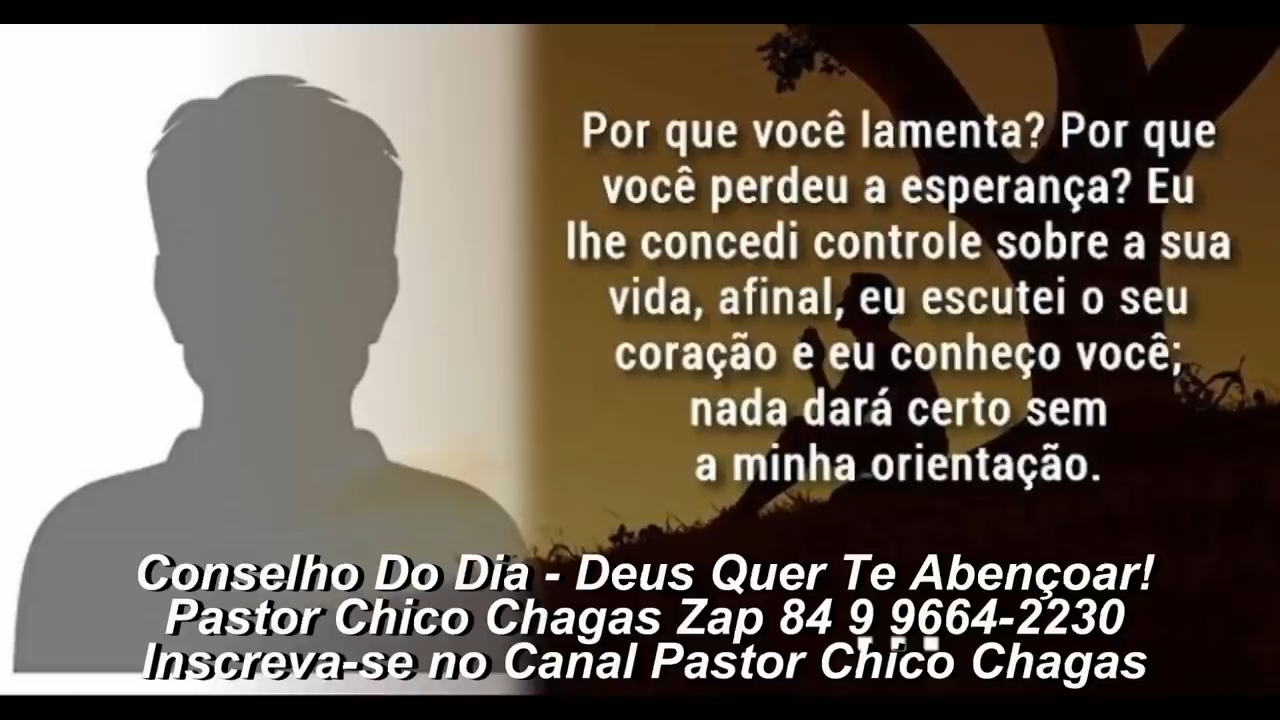 Por que você lamenta? Por que
você perdeu a esperança? Eu
lhe concedi controle sobre a sua
vida, afinal, eu escutei o seu
coração e eu conheço você;
nada dará certo sem
a minha orientação.
Conselho Do Dia - Deus Quer Te Abençoar!
Pastor Chico Chagas Zap 84 9 9664-2230
Inscreva-se no Canal Pastor Chico Chagas